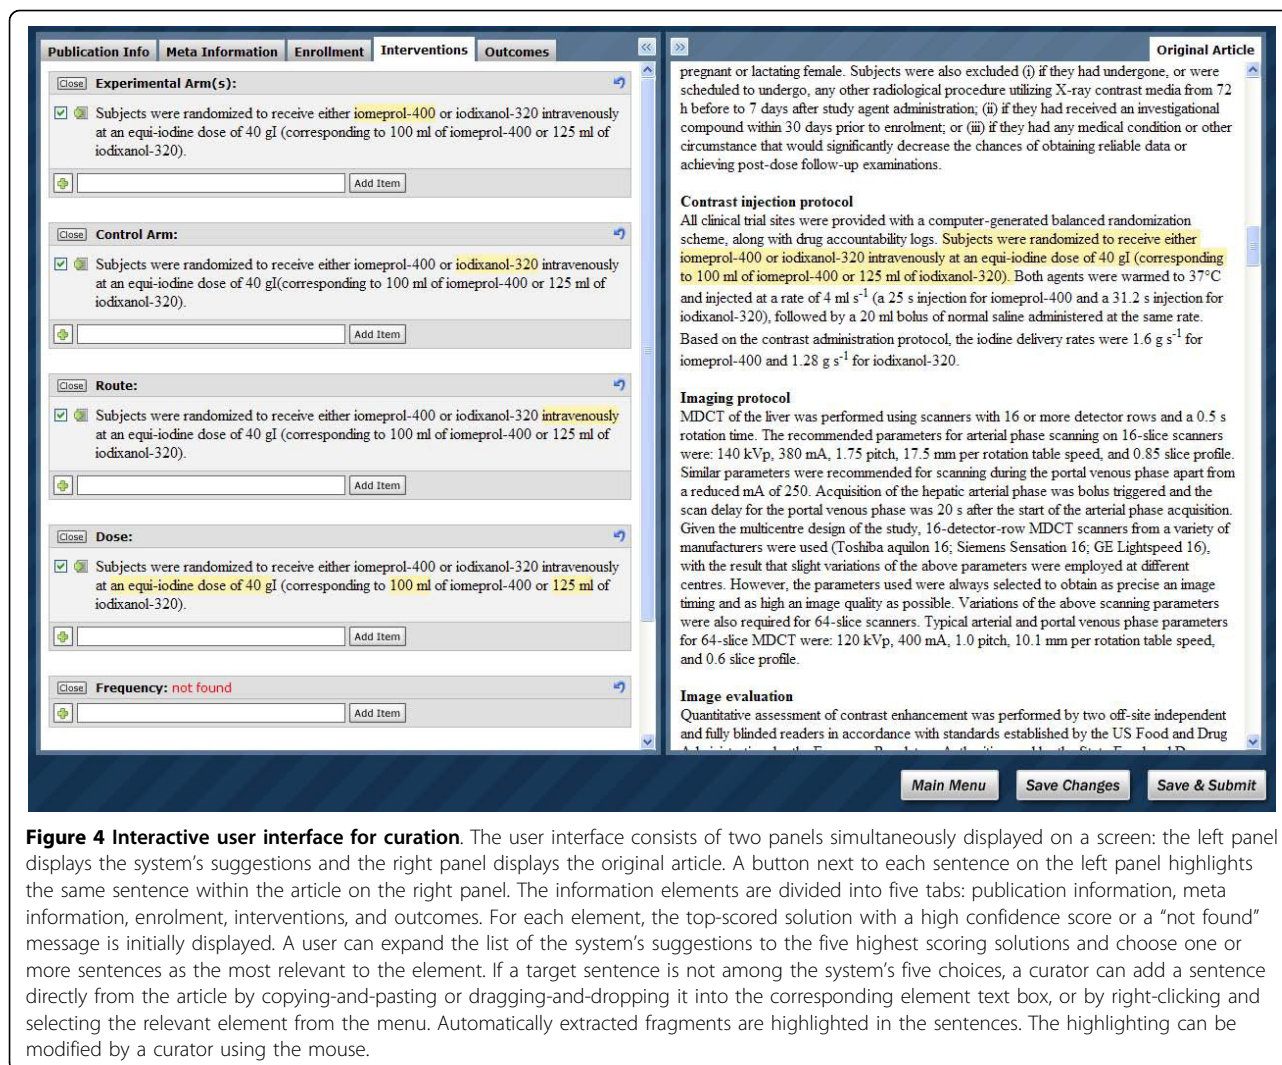 Publication Info Meta Information Enrollment Interventions Outcomes
Close Experimental Arm(s):
Subjects were randomized to receive either iomeprol-400 or iodixanol-320 intravenously
at an equi-iodine dose of 40 gI (corresponding to 100 ml of iomeprol-400 or 125 ml of
iodixanol-320).
Add Item
Close Control Arm:
Subjects were randomized to receive either iomeprol-400 or iodixanol-320 intravenously
at an equi-iodine dose of 40 gI(corresponding to 100 ml of iomeprol-400 or 125 ml of
iodixanol-320).
Add Item
Close Route:
Subjects were randomized to receive either iomeprol-400 or iodixanol-320 intravenously
at an equi-iodine dose of 40 gI (corresponding to 100 ml of iomeprol-400 or 125 ml of
iodixanol-320).
Add Item
Close Dose:
Subjects were randomized to receive either iomeprol-400 or iodixanol-320 intravenously
at an equi-iodine dose of 40 gI (corresponding to 100 ml of iomeprol-400 or 125 ml of
iodixanol-320).
Add Item
Close Frequency: not found
Add Item
Original Article
pregnant or lactating female. Subjects were also excluded (i) if they had undergone, or were
scheduled to undergo, any other radiological procedure utilizing X-ray contrast media from 72
h before to 7 days after study agent administration; (ii) if they had received an investigational
compound within 30 days prior to enrolment; or (iii) if they had any medical condition or other
circumstance that would significantly decrease the chances of obtaining reliable data or
achieving post-dose follow-up examinations.
Contrast injection protocol
All clinical trial sites were provided with a computer-generated balanced randomization
scheme, along with drug accountability logs. Subjects were randomized to receive either
iomeprol-400 or iodixanol-320 intravenously at an equi-iodine dose of 40 gI (corresponding
to 100 ml of iomeprol-400 or 125 ml of iodixanol-320). Both agents were warmed to 37°C
and injected at a rate of 4 ml s⁻¹ (a 25 s injection for iomeprol-400 and a 31.2 s injection for
iodixanol-320), followed by a 20 ml bolus of normal saline administered at the same rate.
Based on the contrast administration protocol, the iodine delivery rates were 1.6 g s⁻¹ for
iomeprol-400 and 1.28 g s⁻¹ for iodixanol-320.
Imaging protocol
MDCT of the liver was performed using scanners with 16 or more detector rows and a 0.5 s
rotation time. The recommended parameters for arterial phase scanning on 16-slice scanners
were: 140 kVp, 380 mA, 1.75 pitch, 17.5 mm per rotation table speed, and 0.85 slice profile.
Similar parameters were recommended for scanning during the portal venous phase apart from
a reduced mA of 250. Acquisition of the hepatic arterial phase was bolus triggered and the
scan delay for the portal venous phase was 20 s after the start of the arterial phase acquisition.
Given the multicentre design of the study, 16-detector-row MDCT scanners from a variety of
manufacturers were used (Toshiba aquilon 16; Siemens Sensation 16; GE Lightspeed 16),
with the result that slight variations of the above parameters were employed at different
centres. However, the parameters used were always selected to obtain as precise an image
timing and as high an image quality as possible. Variations of the above scanning parameters
were also required for 64-slice scanners. Typical arterial and portal venous phase parameters
for 64-slice MDCT were: 120 kVp, 400 mA, 1.0 pitch, 10.1 mm per rotation table speed,
and 0.6 slice profile.
Image evaluation
Quantitative assessment of contrast enhancement was performed by two off-site independent
and fully blinded readers in accordance with standards established by the US Food and Drug
Main Menu Save Changes Save & Submit
Figure 4 Interactive user interface for curation. The user interface consists of two panels simultaneously displayed on a screen: the left panel
displays the system's suggestions and the right panel displays the original article. A button next to each sentence on the left panel highlights
the same sentence within the article on the right panel. The information elements are divided into five tabs: publication information, meta
information, enrolment, interventions, and outcomes. For each element, the top-scored solution with a high confidence score or a "not found"
message is initially displayed. A user can expand the list of the system's suggestions to the five highest scoring solutions and choose one or
more sentences as the most relevant to the element. If a target sentence is not among the system's five choices, a curator can add a sentence
directly from the article by copying-and-pasting or dragging-and-dropping it into the corresponding element text box, or by right-clicking and
selecting the relevant element from the menu. Automatically extracted fragments are highlighted in the sentences. The highlighting can be
modified by a curator using the mouse.